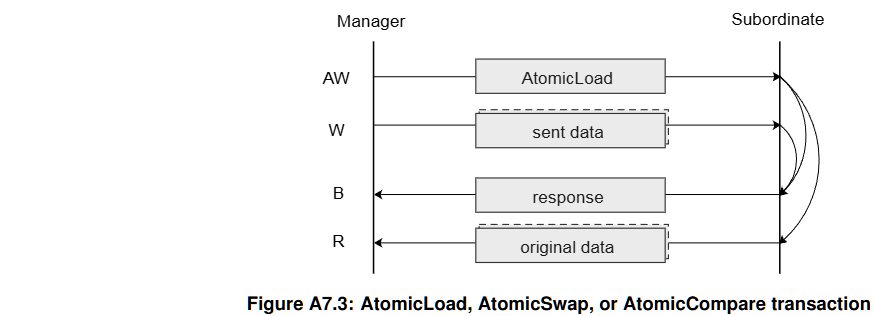 Manager Subordinate
AW AtomicLoad
W sent data
B response
R original data
Figure A7.3: AtomicLoad, AtomicSwap, or AtomicCompare transaction